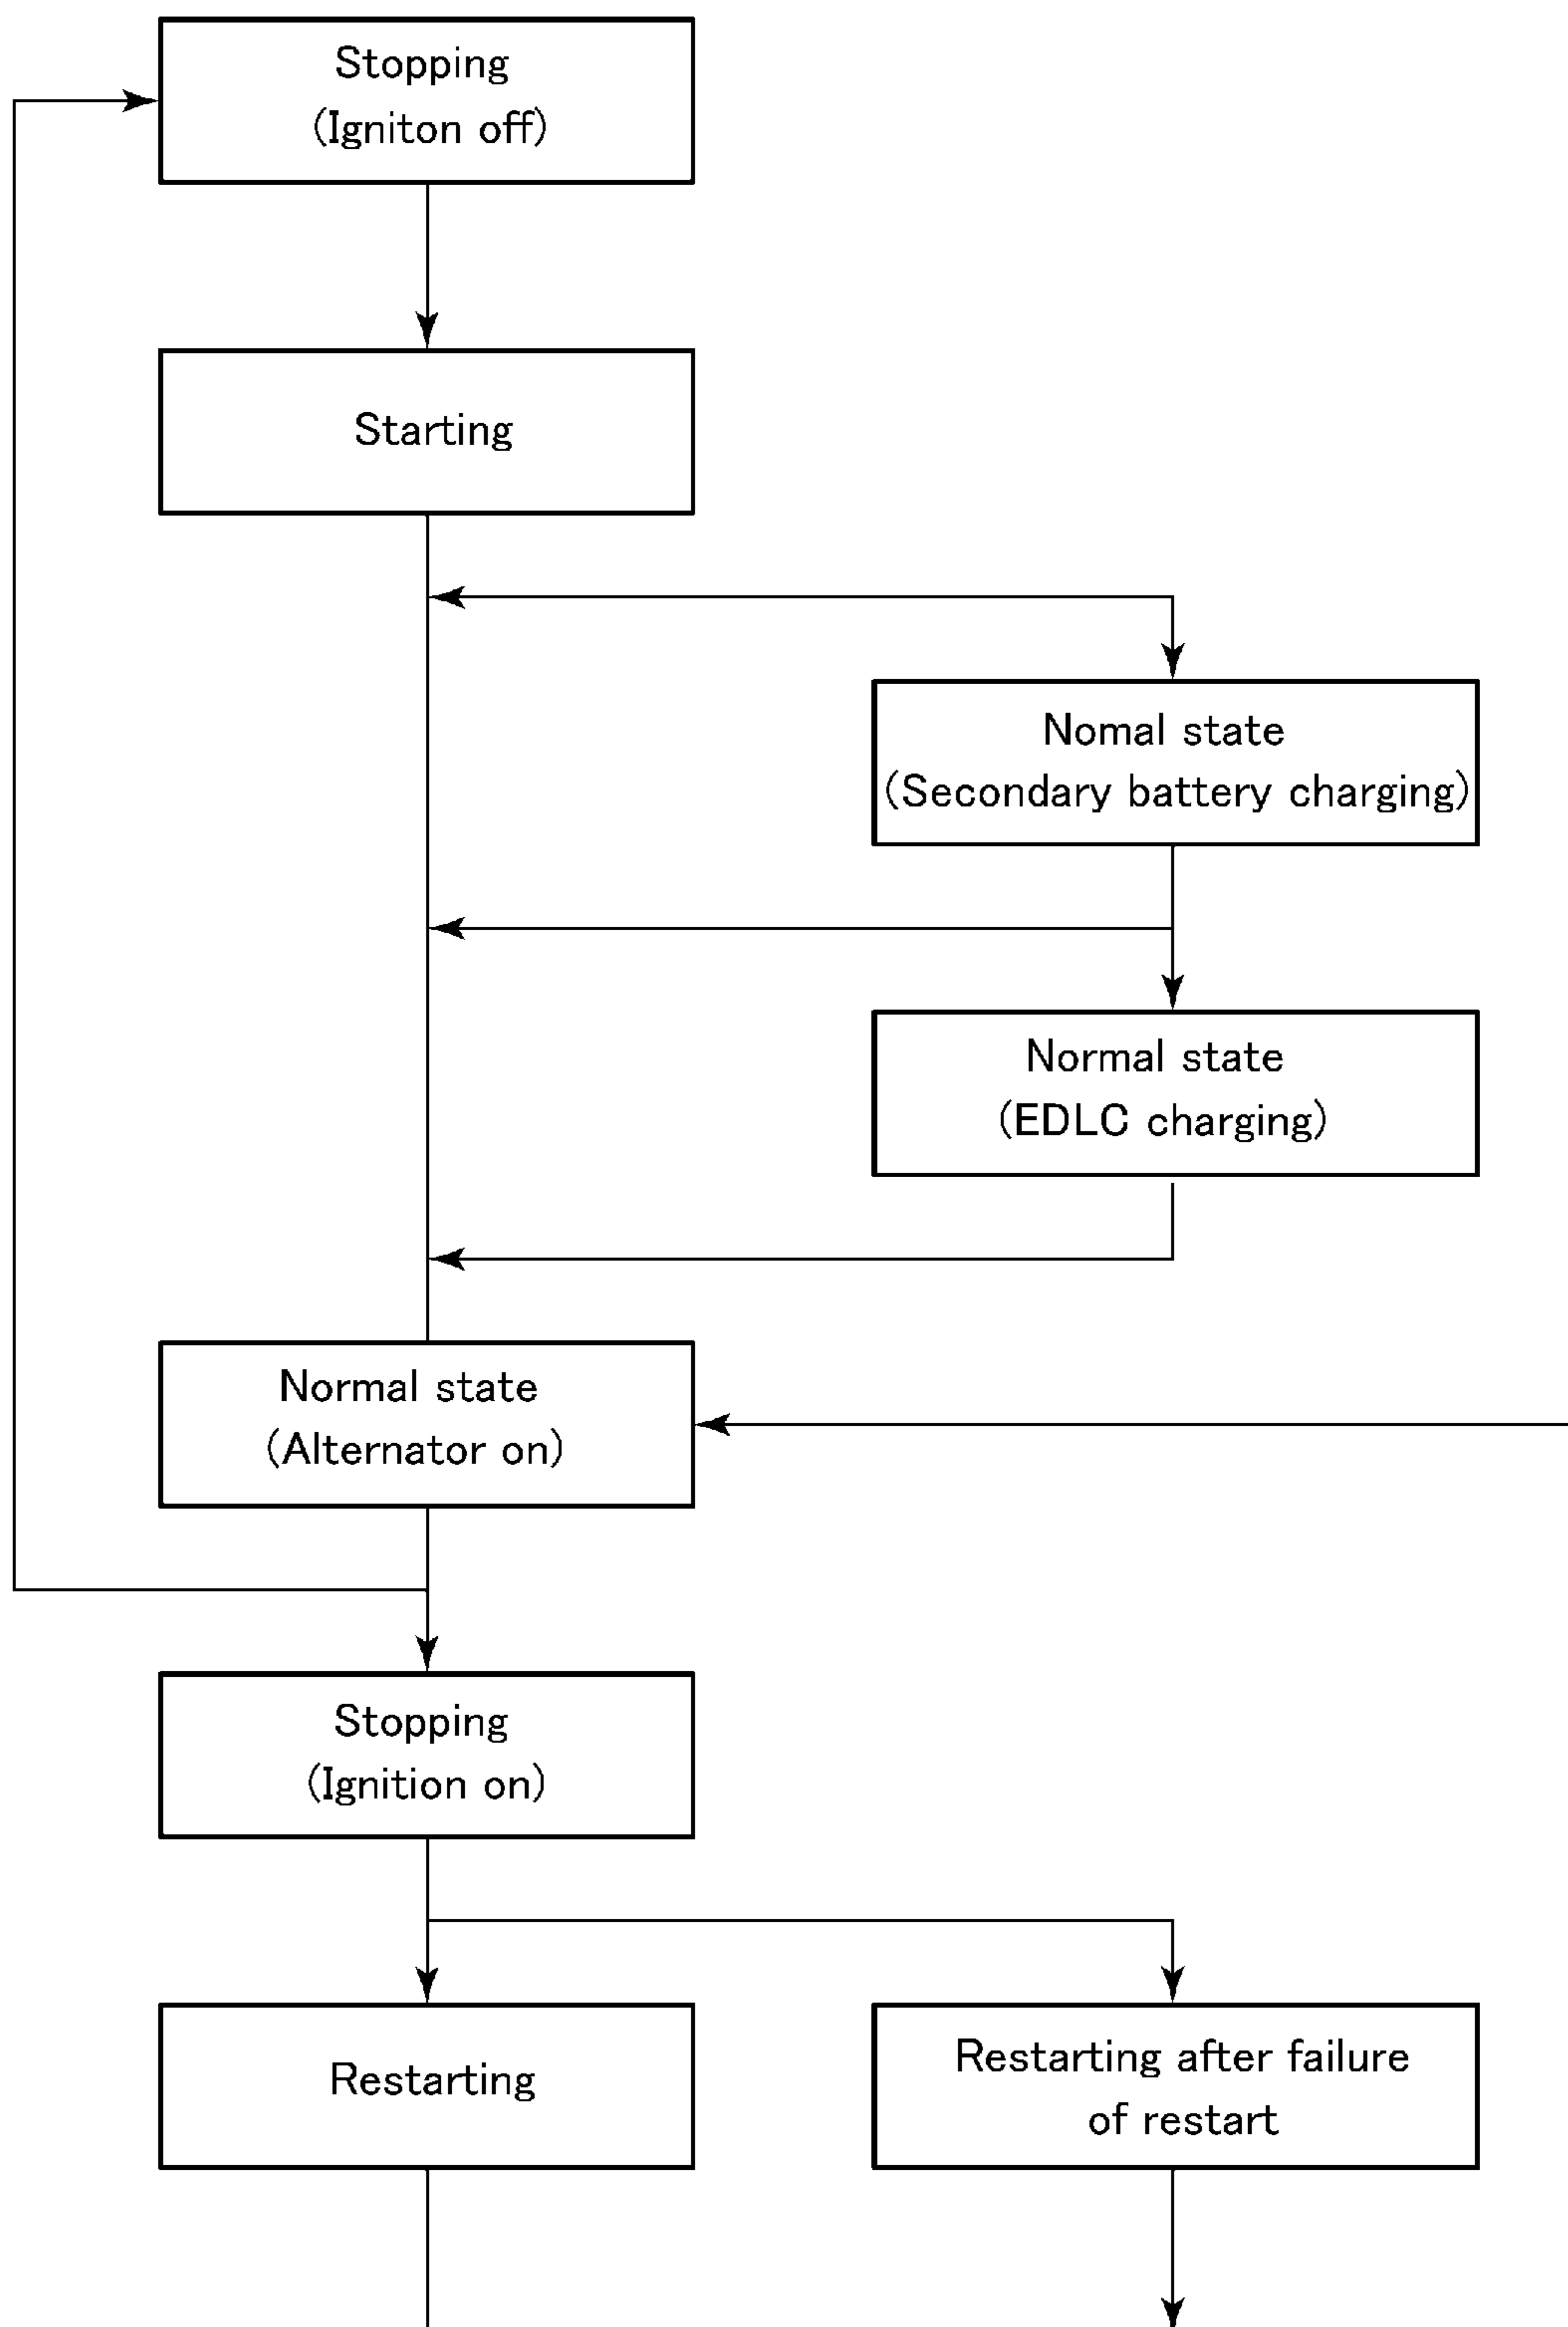 Stopping
(Igniton off)
Starting
Nomal state
(Secondary battery charging)
Normal state
(EDLC charging)
Normal state
(Alternator on)
Stopping
(Ignition on)
Restarting
Restarting after failure
of restart